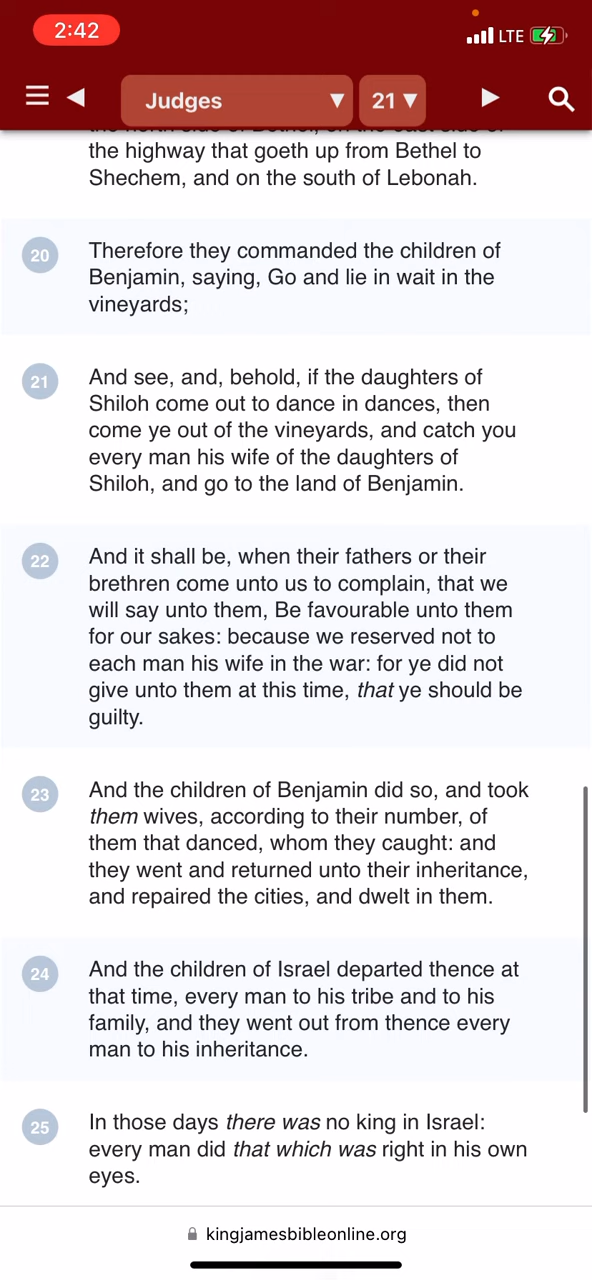 2:42
LTE
Judges
21
the highway that goeth up from Bethel to
Shechem, and on the south of Lebonah.
20
Therefore they commanded the children of
Benjamin, saying, Go and lie in wait in the
vineyards;
21
And see, and, behold, if the daughters of
Shiloh come out to dance in dances, then
come ye out of the vineyards, and catch you
every man his wife of the daughters of
Shiloh, and go to the land of Benjamin.
22
And it shall be, when their fathers or their
brethren come unto us to complain, that we
will say unto them, Be favourable unto them
for our sakes: because we reserved not to
each man his wife in the war: for ye did not
give unto them at this time, that ye should be
guilty.
23
And the children of Benjamin did so, and took
them wives, according to their number, of
them that danced, whom they caught: and
they went and returned unto their inheritance,
and repaired the cities, and dwelt in them.
24
And the children of Israel departed thence at
that time, every man to his tribe and to his
family, and they went out from thence every
man to his inheritance.
25
In those days there was no king in Israel:
every man did that which was right in his own
eyes.
kingjamesbibleonline.org